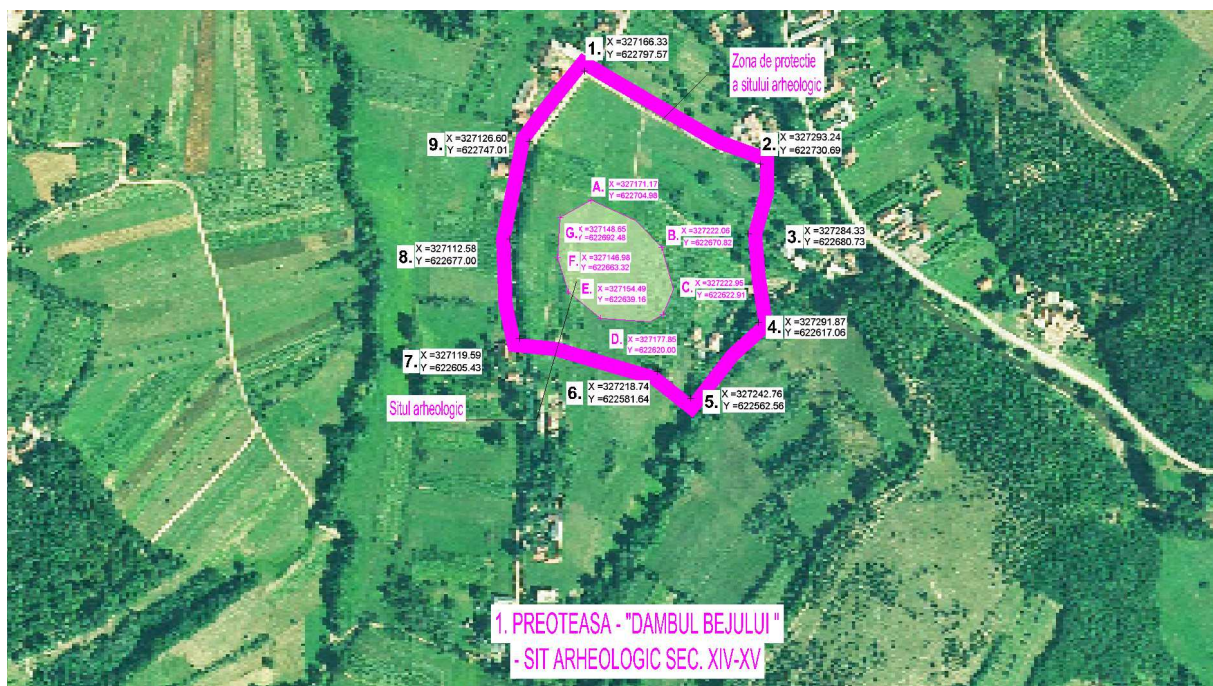 1. X =327166.33
Y =622797.57
Zona de protectie
a sitului arheologic
2. X =327293.24
Y =622730.69
9. X =327126.60
Y =622747.01
A. X =327171.17
Y =622704.98
G. X =327148.65
Y =622692.48
B. X =327222.06
Y =622670.82
3. X =327284.33
Y =622680.73
8. X =327112.58
Y =622677.00
F. X =327146.98
Y =622663.32
E. X =327154.49
Y =622639.16
C. X =327222.95
Y =622622.91
4. X =327291.87
Y =622617.06
D. X =327177.85
Y =622620.00
7. X =327119.59
Y =622605.43
6. X =327218.74
Y =622581.64
5. X =327242.76
Y =622562.56
Situl arheologic
1. PREOTEASA - "DAMBUL BEJULUI "
- SIT ARHEOLOGIC SEC. XIV-XV